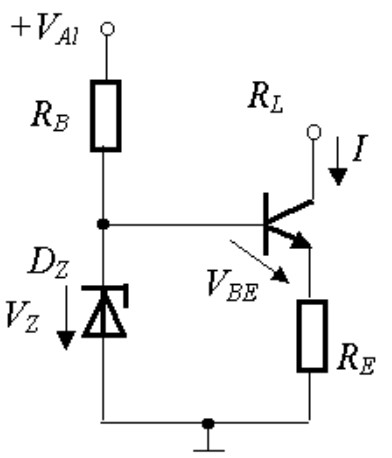 +V_Al
R_B
R_L
I
D_Z
V_BE
V_Z
R_E